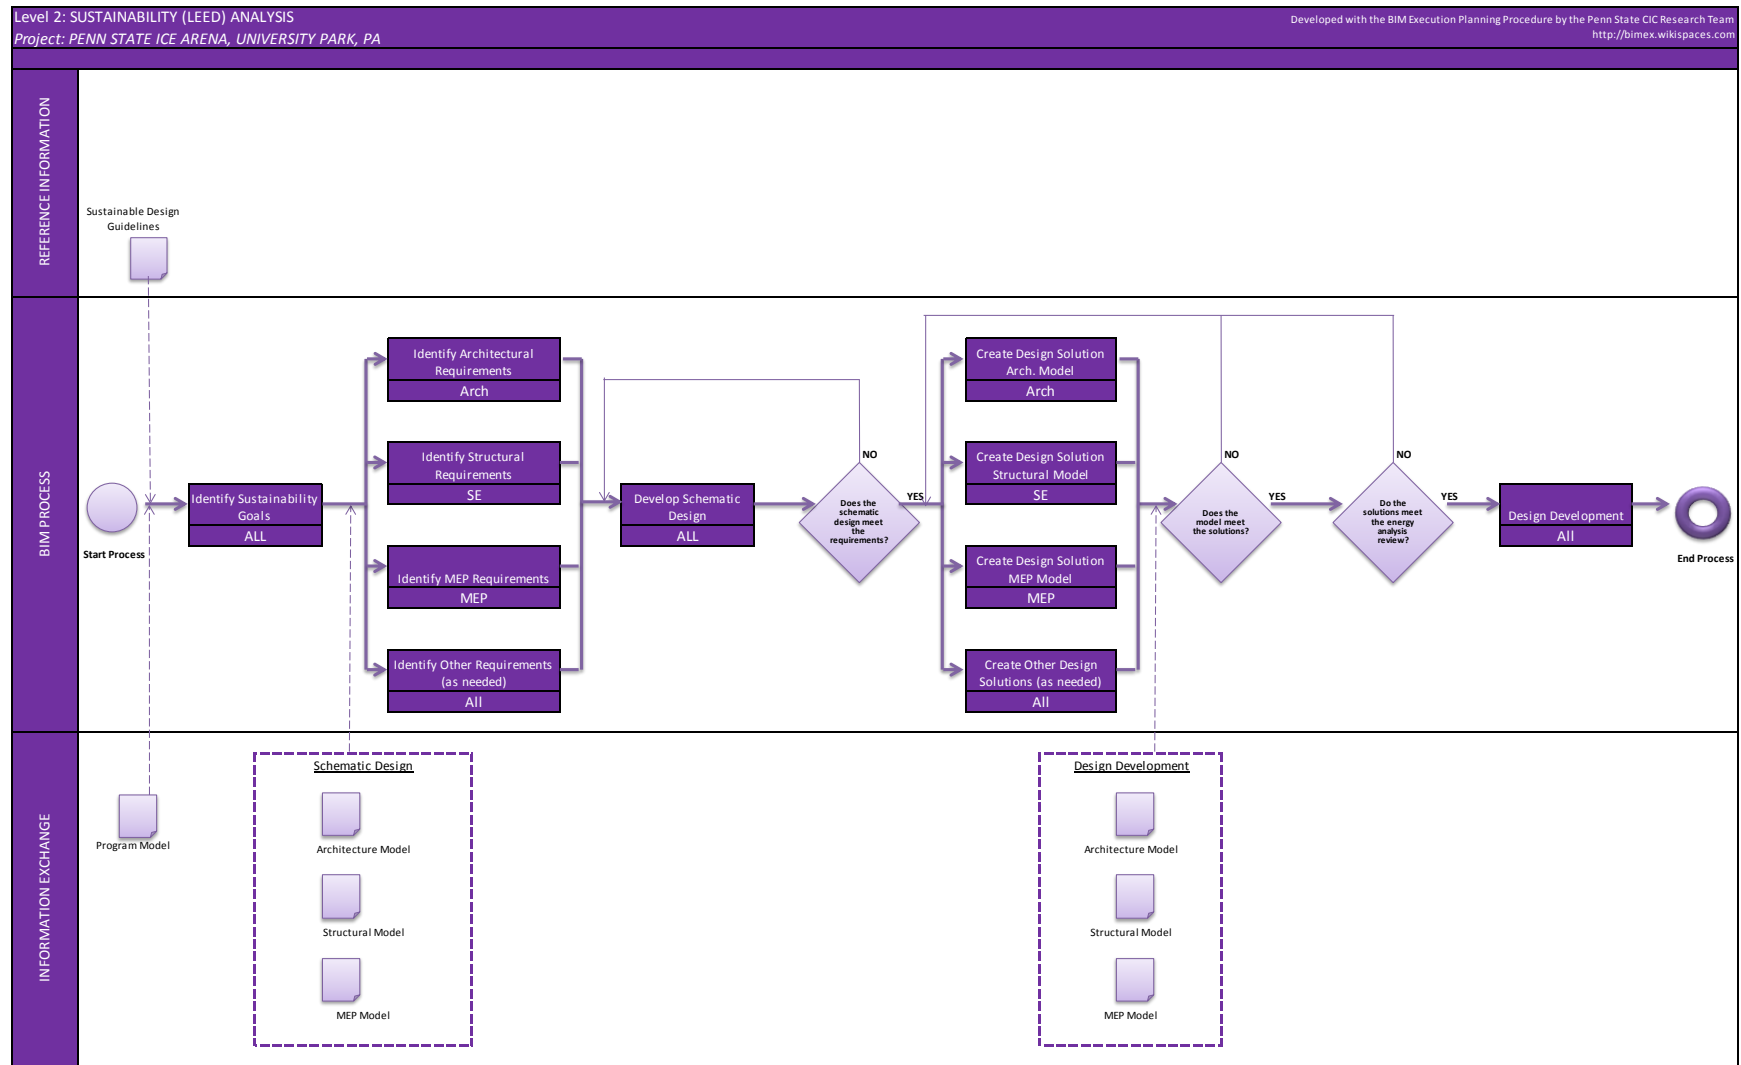 Level 2: SUSTAINABILITY (LEED) ANALYSIS
Project: PENN STATE ICE ARENA, UNIVERSITY PARK, PA
Developed with the BIM Execution Planning Procedure by the Penn State CIC Research Team
http://bimex.wikispaces.com
REFERENCE INFORMATION
Sustainable Design
Guidelines
BIM PROCESS
Start Process
Identify Sustainability
Goals
ALL
Identify Architectural
Requirements
Arch
Identify Structural
Requirements
SE
Identify MEP Requirements
MEP
Identify Other Requirements
(as needed)
All
Develop Schematic
Design
ALL
NO
Does the
schematic
design meet
the
requirements?
YES
Create Design Solution
Arch. Model
Arch
Create Design Solution
Structural Model
SE
Create Design Solution
MEP Model
MEP
Create Other Design
Solutions (as needed)
All
NO
Does the
model meet
the solutions?
YES
NO
Do the
solutions meet
the energy
analysis
review?
YES
Design Development
All
End Process
INFORMATION EXCHANGE
Program Model
Schematic Design
Architecture Model
Structural Model
MEP Model
Design Development
Architecture Model
Structural Model
MEP Model